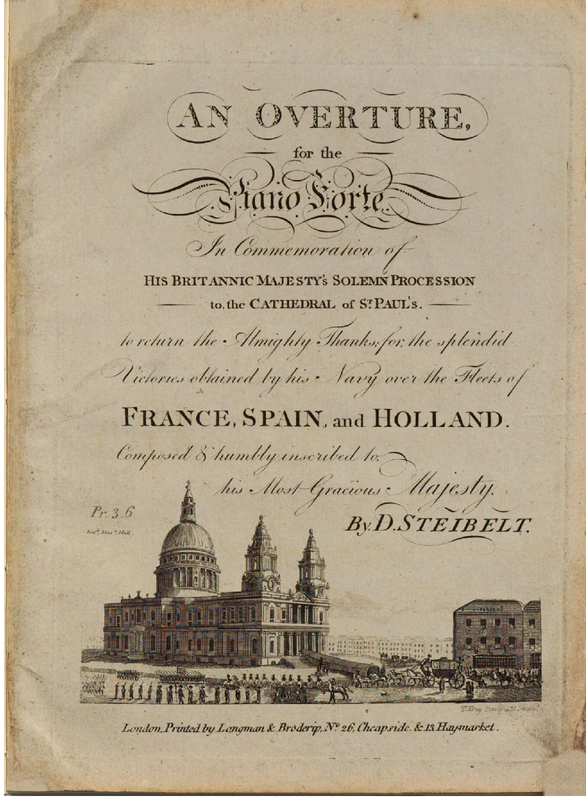 AN OVERTURE,
for the
Piano Forte
In Commemoration of
HIS BRITANNIC MAJESTY's SOLEMN PROCESSION
to the CATHEDRAL of ST PAUL's.
to return the Almighty Thanks, for, the splendid
Victories obtained by his Navy over the Fleets of
FRANCE, SPAIN, and HOLLAND.
Composed & humbly inscribed to
his Most Gracious Majesty.
By D. STEIBELT.
Pr. 3.6
London, Printed by Longman & Broderip, No. 26, Cheapside, & 13 Haymarket.